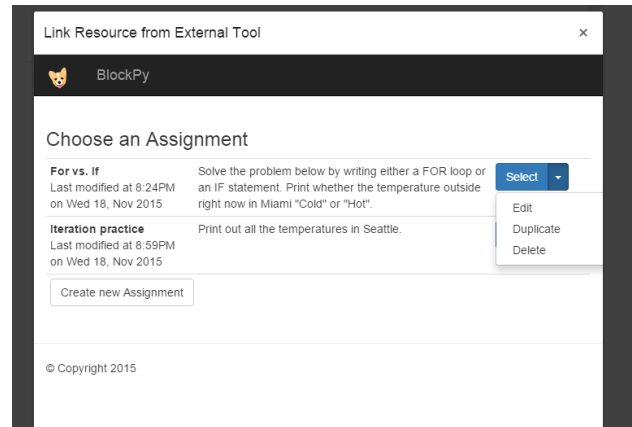 Link Resource from External Tool ×
BlockPy
Choose an Assignment
For vs. If
Last modified at 8:24PM
on Wed 18, Nov 2015
Solve the problem below by writing either a FOR loop or
an IF statement. Print whether the temperature outside
right now in Miami "Cold" or "Hot".
Select
Edit
Duplicate
Delete
Iteration practice
Last modified at 8:59PM
on Wed 18, Nov 2015
Print out all the temperatures in Seattle.
Create new Assignment
© Copyright 2015